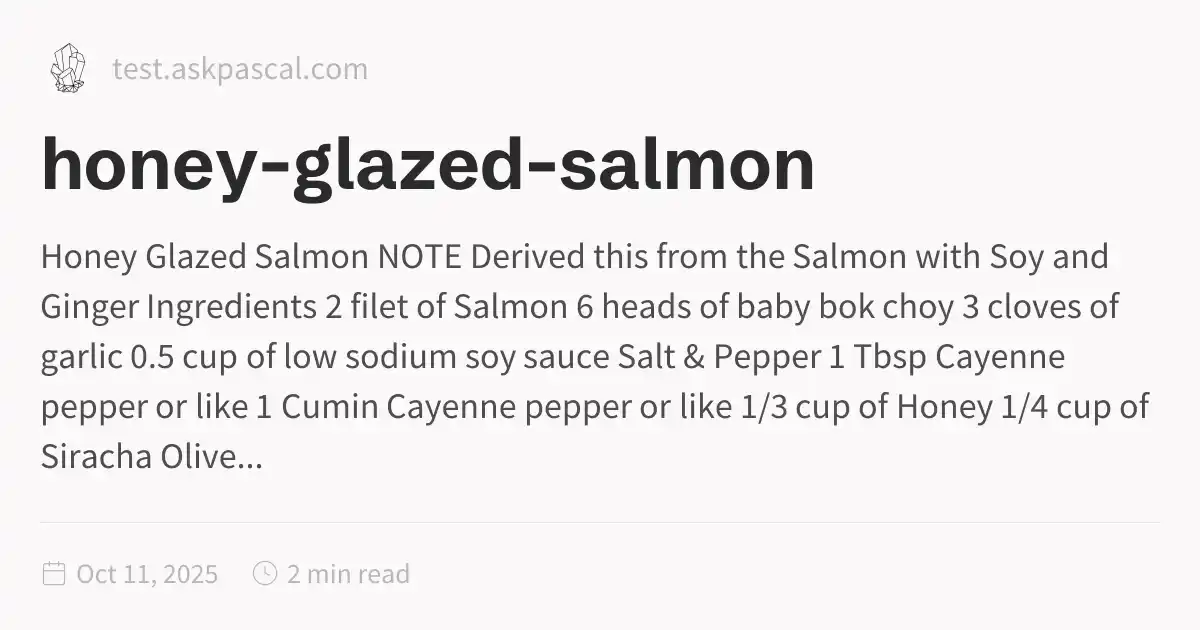 test.askpascal.com
honey-glazed-salmon
Honey Glazed Salmon NOTE Derived this from the Salmon with Soy and
Ginger Ingredients 2 filet of Salmon 6 heads of baby bok choy 3 cloves of
garlic 0.5 cup of low sodium soy sauce Salt & Pepper 1 Tbsp Cayenne
pepper or like 1 Cumin Cayenne pepper or like 1/3 cup of Honey 1/4 cup of
Siracha Olive...
Oct 11, 2025 2 min read